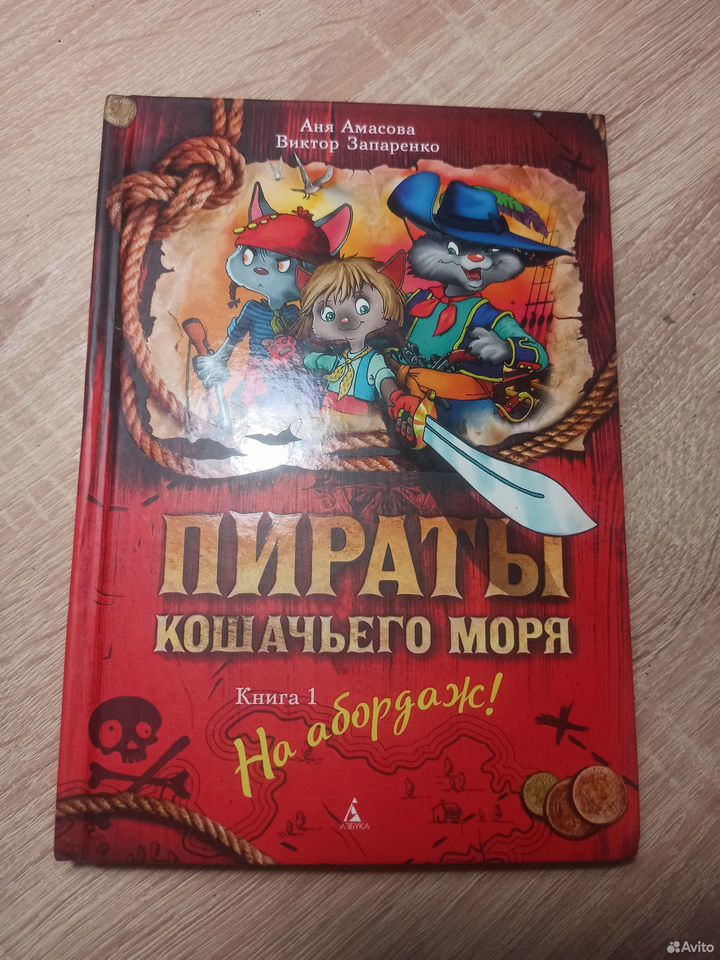 Аня Амасова
Виктор Запаренко
ПИРАТЫ
КОШАЧЬЕГО МОРЯ
Книга 1
На абордаж!
АЗБУКА
Avito